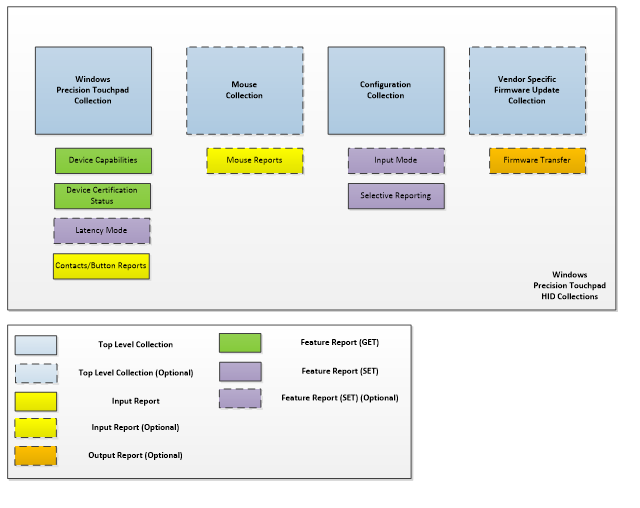 Windows
Precision Touchpad
Collection
Mouse
Collection
Configuration
Collection
Vendor Specific
Firmware Update
Collection
Device Capabilities
Mouse Reports
Input Mode
Firmware Transfer
Device Certification
Status
Selective Reporting
Latency Mode
Contacts/Button Reports
Windows
Precision Touchpad
HID Collections
Top Level Collection
Top Level Collection (Optional)
Input Report
Input Report (Optional)
Output Report (Optional)
Feature Report (GET)
Feature Report (SET)
Feature Report (SET) (Optional)